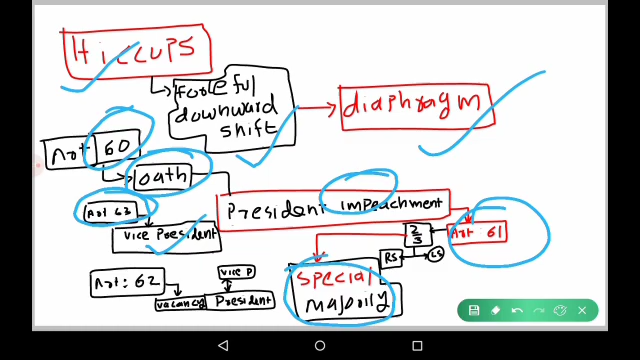 Hiccups
Forceful
downward
shift
diaphragm
Art 60
oath
Art 63
President impeachment
vice President
2/3
Art 61
RS
LS
special
majority
Art: 62
vice P
vacancy
President